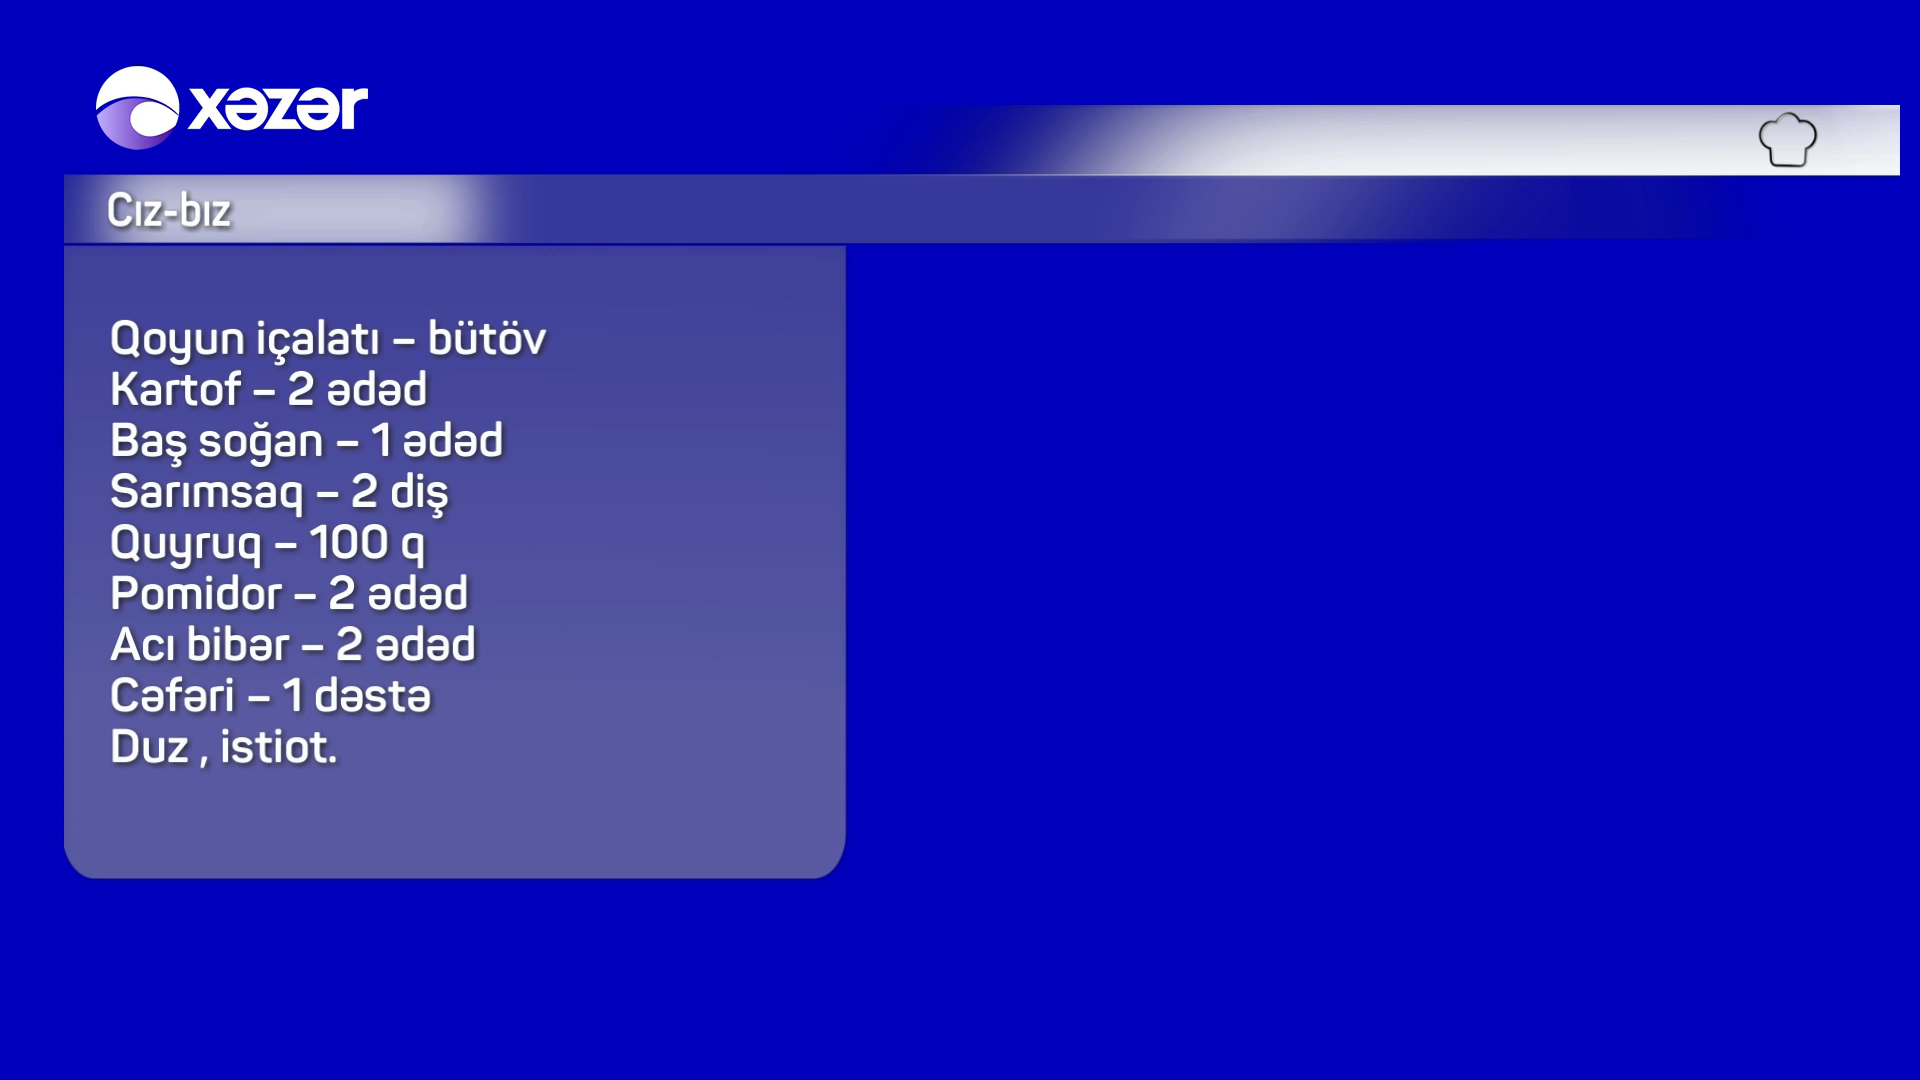 xəzər
Cız-bız
Qoyun içalatı – bütöv
Kartof – 2 ədəd
Baş soğan – 1 ədəd
Sarımsaq – 2 diş
Quyruq – 100 q
Pomidor – 2 ədəd
Acı bibər – 2 ədəd
Cəfəri – 1 dəstə
Duz , istiot.